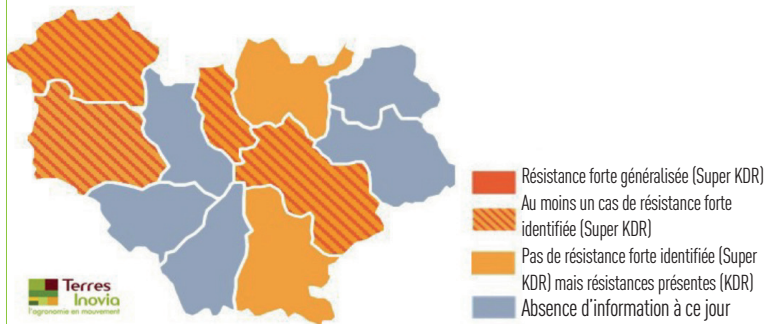 Résistance forte généralisée (Super KDR)
Au moins un cas de résistance forte
identifiée (Super KDR)
Pas de résistance forte identifiée (Super
KDR) mais résistances présentes (KDR)
Absence d'information à ce jour
Terres
Inovia
l'agronomie en mouvement